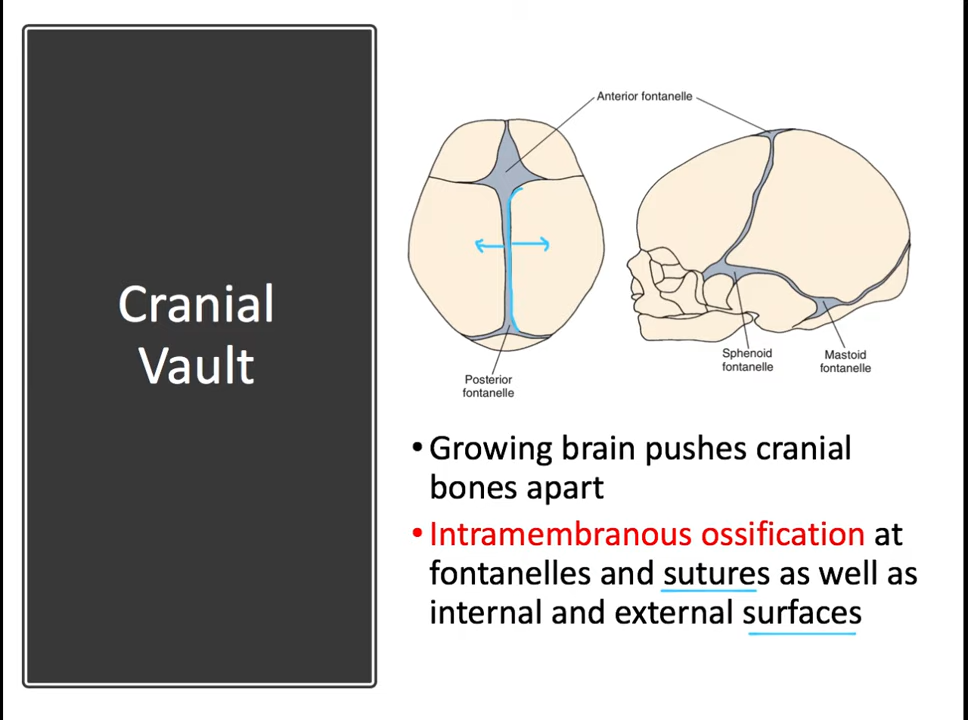 Cranial
Vault
Anterior fontanelle
Sphenoid
fontanelle
Mastoid
fontanelle
Posterior
fontanelle
•Growing brain pushes cranial
bones apart
•Intramembranous ossification at
fontanelles and sutures as well as
internal and external surfaces